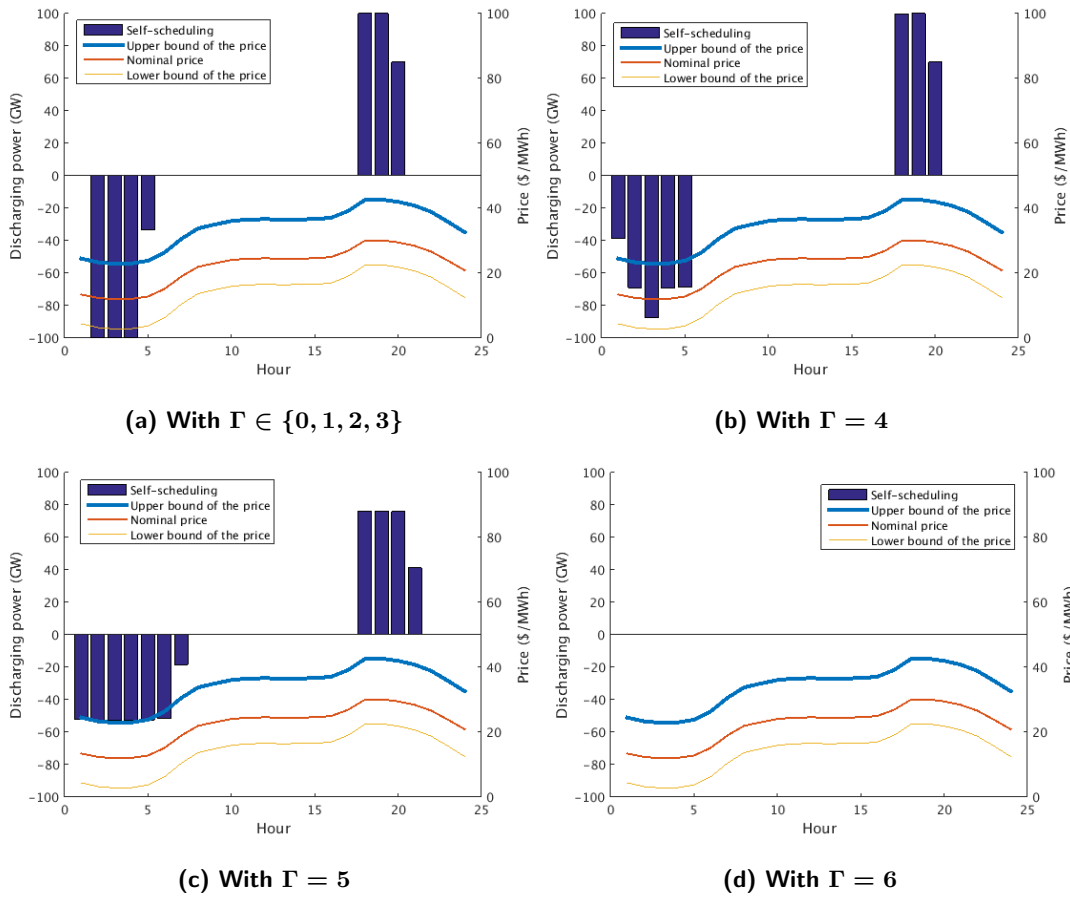 100
80
60
40
20
0
-20
-40
-60
-80
-100
Discharging power (GW)
Self-scheduling
Upper bound of the price
Nominal price
Lower bound of the price
100
80
60
40
20
0
Price ($/MWh)
0
5
10
15
20
25
Hour
(a) With Γ ∈ {0, 1, 2, 3}
100
80
60
40
20
0
-20
-40
-60
-80
-100
Discharging power (GW)
Self-scheduling
Upper bound of the price
Nominal price
Lower bound of the price
100
80
60
40
20
0
Price ($/MWh)
0
5
10
15
20
25
Hour
(b) With Γ = 4
100
80
60
40
20
0
-20
-40
-60
-80
-100
Discharging power (GW)
Self-scheduling
Upper bound of the price
Nominal price
Lower bound of the price
100
80
60
40
20
0
Price ($/MWh)
0
5
10
15
20
25
Hour
(c) With Γ = 5
100
80
60
40
20
0
-20
-40
-60
-80
-100
Discharging power (GW)
Self-scheduling
Upper bound of the price
Nominal price
Lower bound of the price
100
80
60
40
20
0
Price ($/MWh)
0
5
10
15
20
25
Hour
(d) With Γ = 6